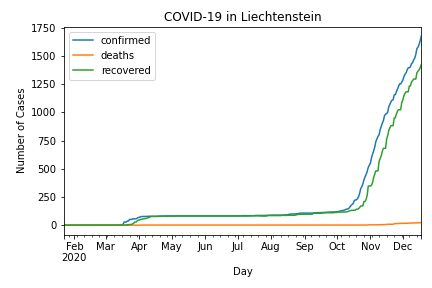 COVID-19 in Liechtenstein
confirmed
deaths
recovered
1750
1500
1250
1000
750
500
250
0
Number of Cases
Feb Mar Apr May Jun Jul Aug Sep Oct Nov Dec
2020
Day